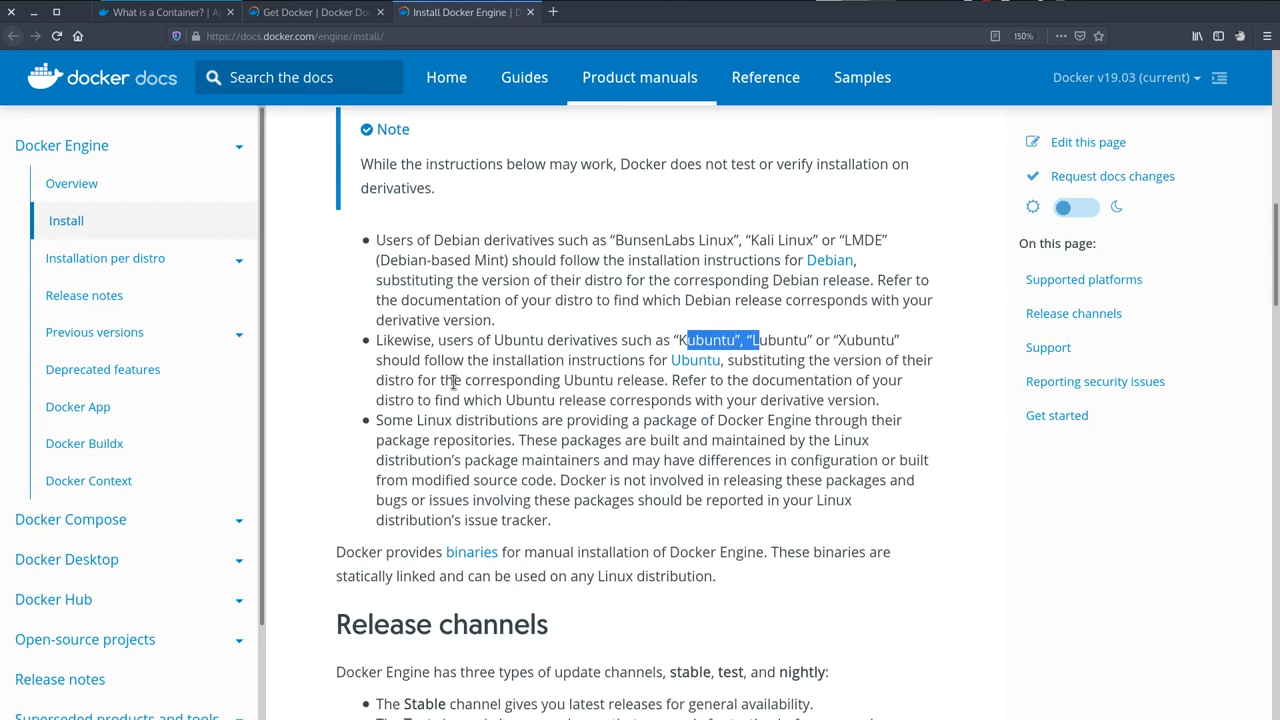 What is a Container? | A
Get Docker | Docker Doc
Install Docker Engine | D
https://docs.docker.com/engine/install/
150%
docker docs
Search the docs
Home
Guides
Product manuals
Reference
Samples
Docker v19.03 (current)
Docker Engine
Overview
Install
Installation per distro
Release notes
Previous versions
Deprecated features
Docker App
Docker Buildx
Docker Context
Docker Compose
Docker Desktop
Docker Hub
Open-source projects
Release notes
Superseded products and tools
Note
While the instructions below may work, Docker does not test or verify installation on
derivatives.
Users of Debian derivatives such as “BunsenLabs Linux”, “Kali Linux” or “LMDE”
(Debian-based Mint) should follow the installation instructions for Debian,
substituting the version of their distro for the corresponding Debian release. Refer to
the documentation of your distro to find which Debian release corresponds with your
derivative version.
Likewise, users of Ubuntu derivatives such as “Kubuntu”, “Lubuntu” or “Xubuntu”
should follow the installation instructions for Ubuntu, substituting the version of their
distro for the corresponding Ubuntu release. Refer to the documentation of your
distro to find which Ubuntu release corresponds with your derivative version.
Some Linux distributions are providing a package of Docker Engine through their
package repositories. These packages are built and maintained by the Linux
distribution’s package maintainers and may have differences in configuration or built
from modified source code. Docker is not involved in releasing these packages and
bugs or issues involving these packages should be reported in your Linux
distribution’s issue tracker.
Docker provides binaries for manual installation of Docker Engine. These binaries are
statically linked and can be used on any Linux distribution.
Release channels
Docker Engine has three types of update channels, stable, test, and nightly:
The Stable channel gives you latest releases for general availability.
Edit this page
Request docs changes
On this page:
Supported platforms
Release channels
Support
Reporting security issues
Get started